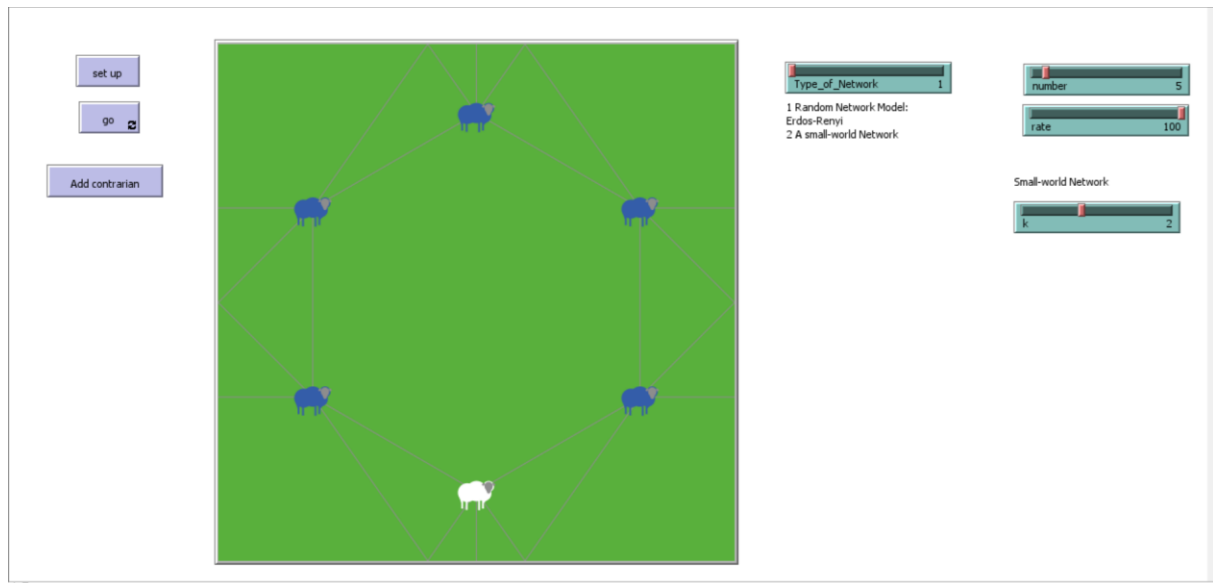 set up
go
Add contrarian
Type_of_Network 1
1 Random Network Model:
Erdos-Renyi
2 A small-world Network
number 5
rate 100
Small-world Network
k 2